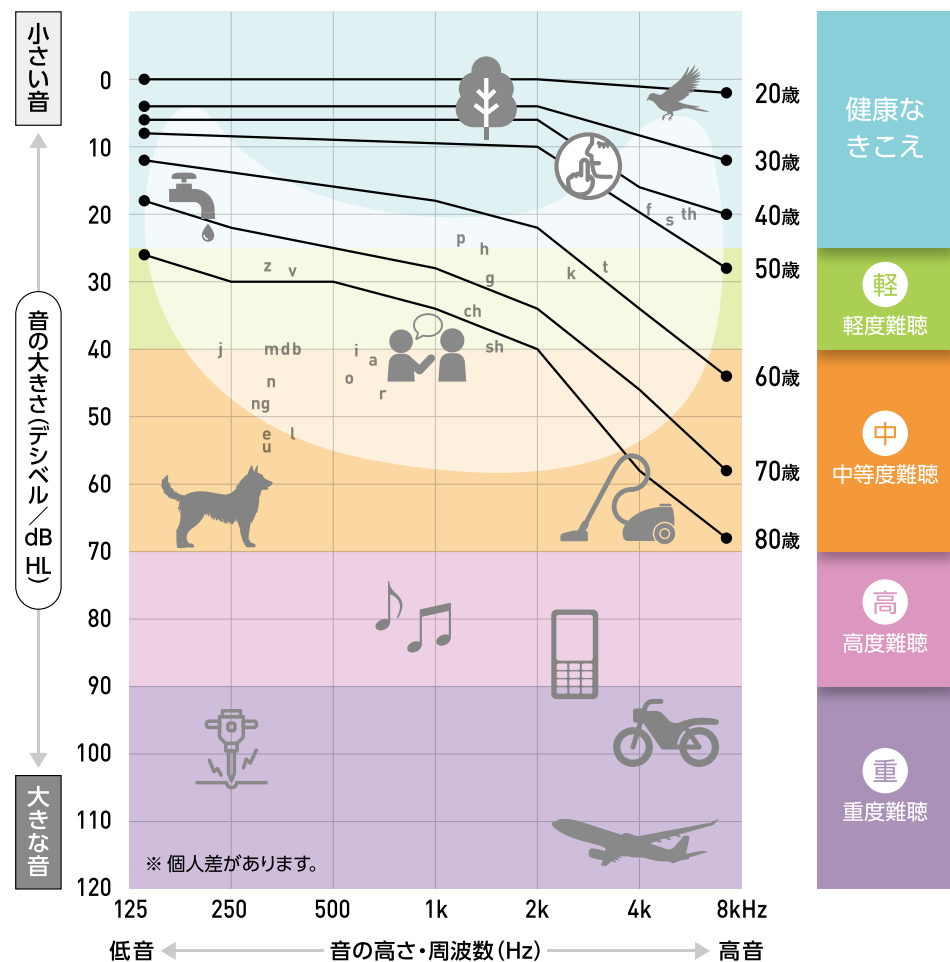 小さい音
音の大きさ（デシベル／dB HL）
大きな音
0
10
20
30
40
50
60
70
80
90
100
110
120
125
250
500
1k
2k
4k
8kHz
低音
音の高さ・周波数（Hz）
高音
20歳
30歳
40歳
50歳
60歳
70歳
80歳
健康な
きこえ
軽
軽度難聴
中
中等度難聴
高
高度難聴
重
重度難聴
f
s
th
p
h
z
v
g
k
t
ch
j
m
d
b
i
a
sh
n
o
r
ng
e
l
u
※ 個人差があります。